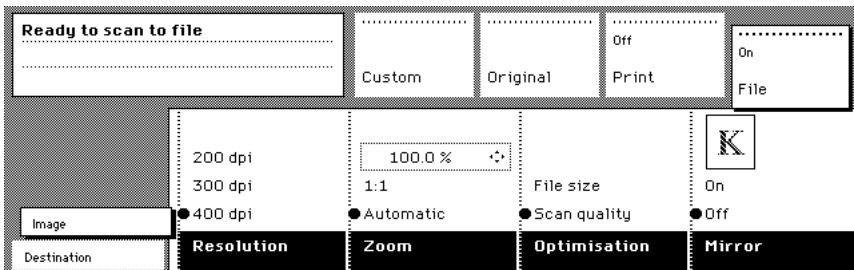 Ready to scan to file
Custom
Original
Off
Print
On
File
Image
Destination
200 dpi
300 dpi
400 dpi
Resolution
100.0 %
1:1
Automatic
Zoom
File size
Scan quality
Optimisation
K
On
Off
Mirror